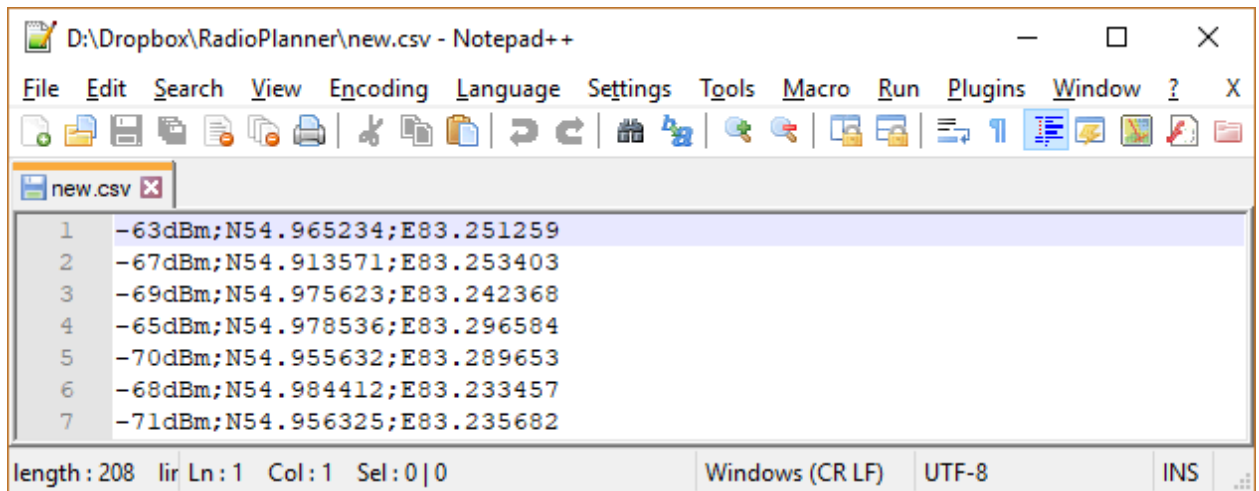 D:\Dropbox\RadioPlanner\new.csv - Notepad++
File Edit Search View Encoding Language Settings Tools Macro Run Plugins Window ? X
new.csv
1 -63dBm;N54.965234;E83.251259
2 -67dBm;N54.913571;E83.253403
3 -69dBm;N54.975623;E83.242368
4 -65dBm;N54.978536;E83.296584
5 -70dBm;N54.955632;E83.289653
6 -68dBm;N54.984412;E83.233457
7 -71dBm;N54.956325;E83.235682
length : 208 lir Ln : 1 Col : 1 Sel : 0 | 0 Windows (CR LF) UTF-8 INS